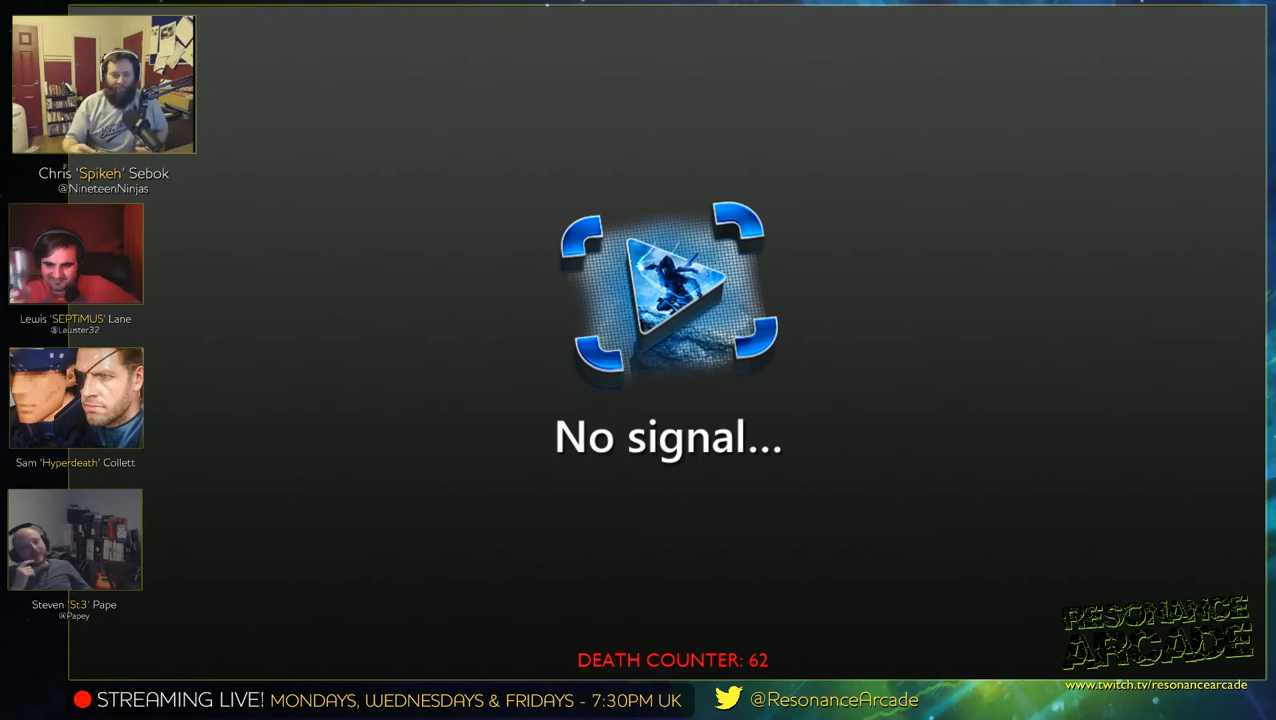 Chris 'Spikeh' Sebok
@NineteenNinjas
Lewis 'SEPTiMUS' Lane
@Lewster32
Sam 'Hyperdeath' Collett
Steven 'St3' Pape
@Papey
No signal...
DEATH COUNTER: 62
RESONANCE
ARCADE
www.twitch.tv/resonancearcade
STREAMING LIVE! MONDAYS, WEDNESDAYS & FRIDAYS - 7:30PM UK
@ResonanceArcade